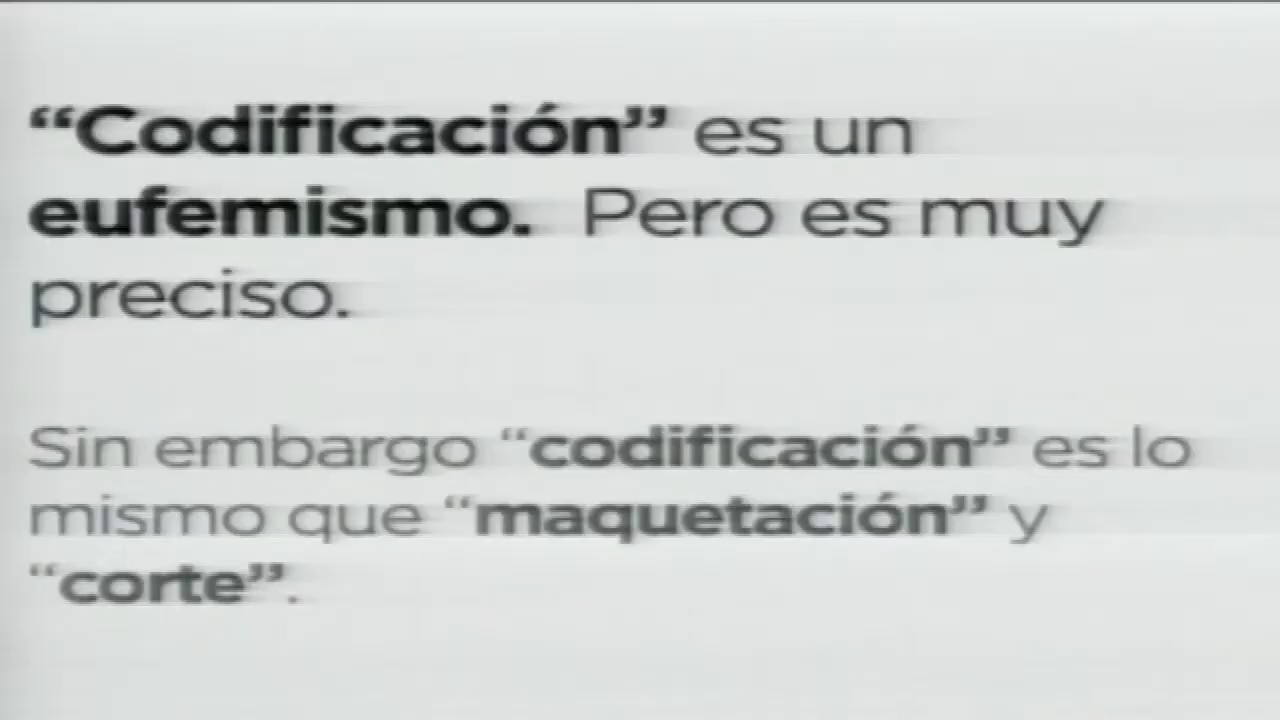 “Codificación” es un
eufemismo. Pero es muy
preciso.
Sin embargo “codificación” es lo
mismo que “maquetación” y
“corte”.